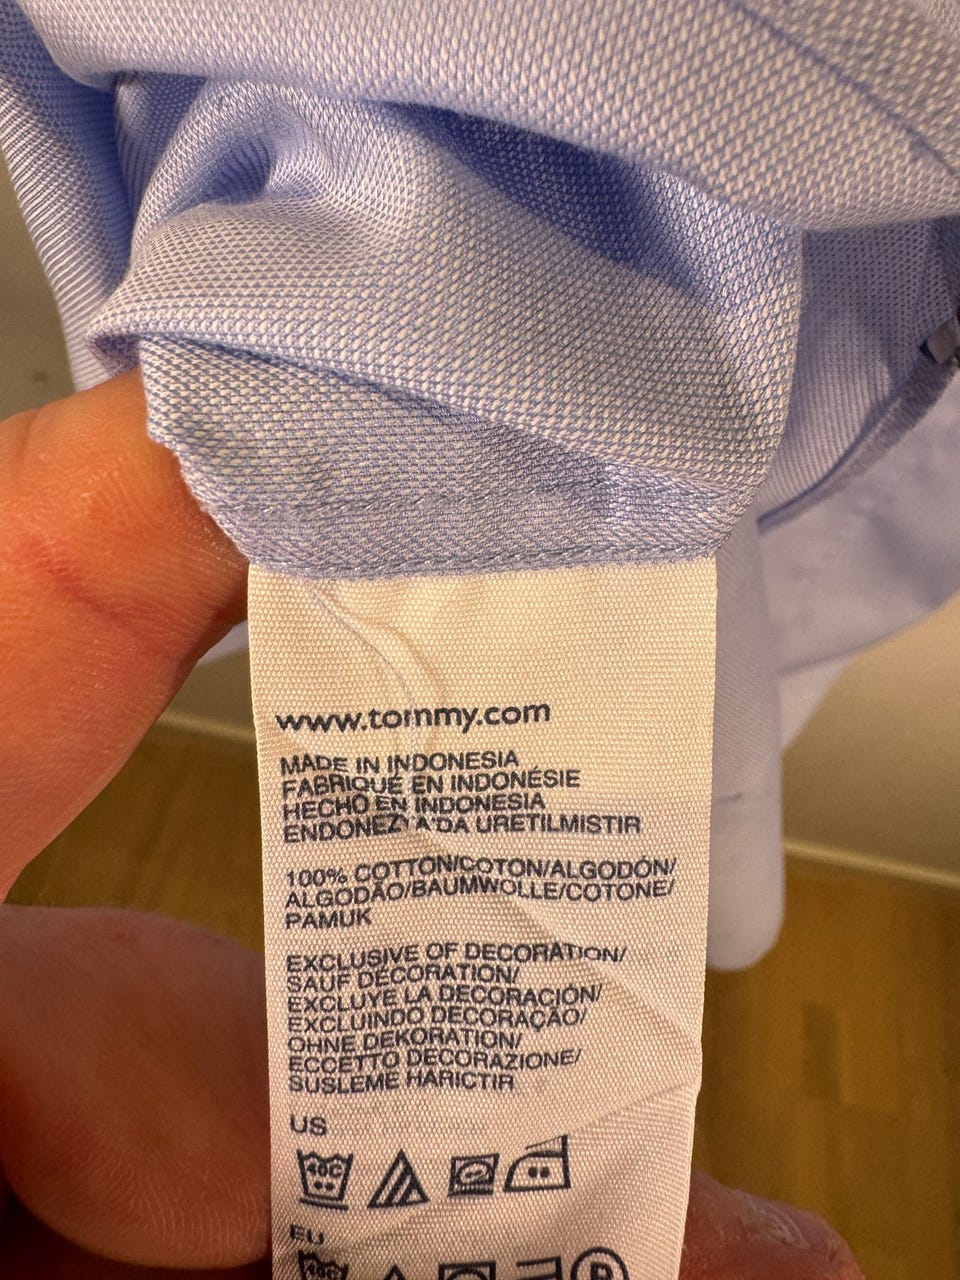 www.tommy.com
MADE IN INDONESIA
FABRIQUÉ EN INDONÉSIE
HECHO EN INDONESIA
ENDONEZYA'DA URETILMISTIR
100% COTTON/COTON/ALGODÓN/
ALGODÃO/BAUMWOLLE/COTONE/
PAMUK
EXCLUSIVE OF DECORATION/
SAUF DÉCORATION/
EXCLUYE LA DECORACIÓN/
EXCLUINDO DECORAÇÃO/
OHNE DEKORATION/
ECCETTO DECORAZIONE/
SUSLEME HARICTIR
US
40C
EU
40C
P